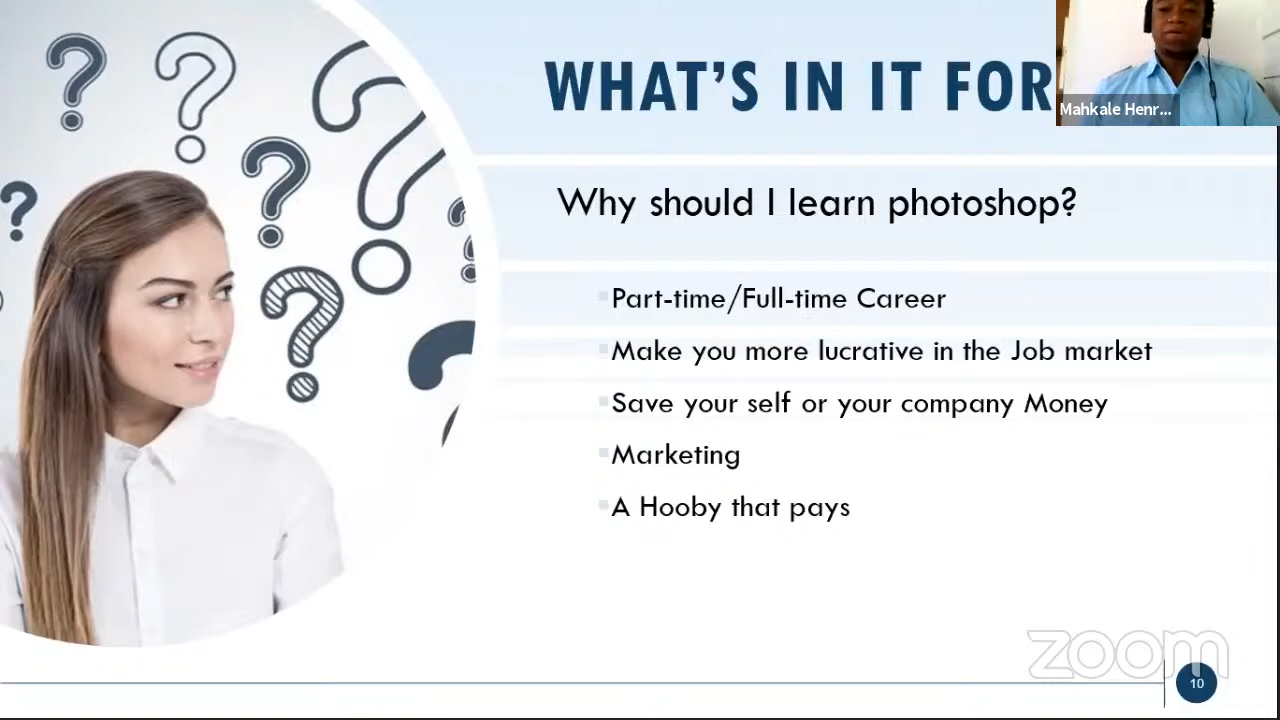 WHAT'S IN IT FOR
Mahkale Henr...
Why should I learn photoshop?
Part-time/Full-time Career
Make you more lucrative in the Job market
Save your self or your company Money
Marketing
A Hooby that pays
zoom
10